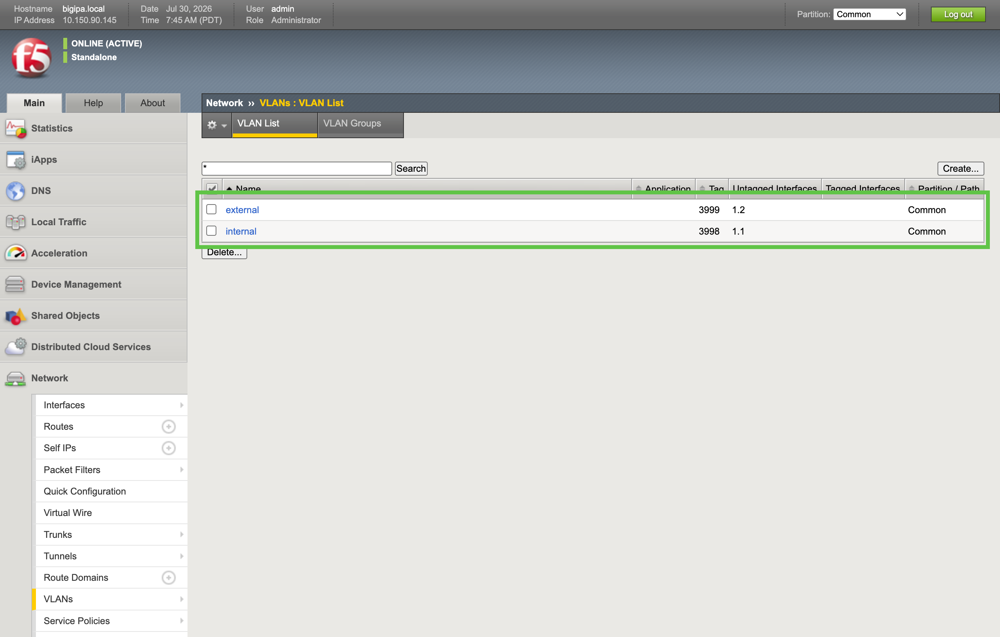 Hostname bigipa.local Date Jul 30, 2026 User admin
IP Address 10.150.90.145 Time 7:45 AM (PDT) Role Administrator
Partition: Common Log out
f5
ONLINE (ACTIVE)
Standalone
Main Help About
Network ›› VLANs : VLAN List
VLAN List VLAN Groups
Statistics
iApps
DNS
Local Traffic
Acceleration
Device Management
Shared Objects
Distributed Cloud Services
Network
Interfaces
Routes
Self IPs
Packet Filters
Quick Configuration
Virtual Wire
Trunks
Tunnels
Route Domains
VLANs
Service Policies
* Search Create...
Name Application Tag Untagged Interfaces Tagged Interfaces Partition / Path
external 3999 1.2 Common
internal 3998 1.1 Common
Delete...